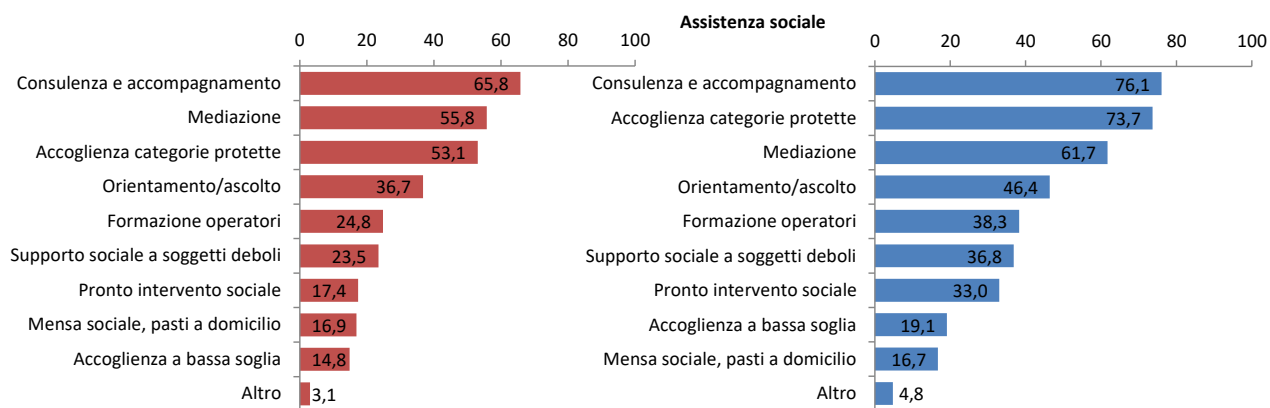 Assistenza sociale
0 20 40 60 80 100
Consulenza e accompagnamento 65,8
Mediazione 55,8
Accoglienza categorie protette 53,1
Orientamento/ascolto 36,7
Formazione operatori 24,8
Supporto sociale a soggetti deboli 23,5
Pronto intervento sociale 17,4
Mensa sociale, pasti a domicilio 16,9
Accoglienza a bassa soglia 14,8
Altro 3,1
0 20 40 60 80 100
Consulenza e accompagnamento 76,1
Accoglienza categorie protette 73,7
Mediazione 61,7
Orientamento/ascolto 46,4
Formazione operatori 38,3
Supporto sociale a soggetti deboli 36,8
Pronto intervento sociale 33,0
Accoglienza a bassa soglia 19,1
Mensa sociale, pasti a domicilio 16,7
Altro 4,8